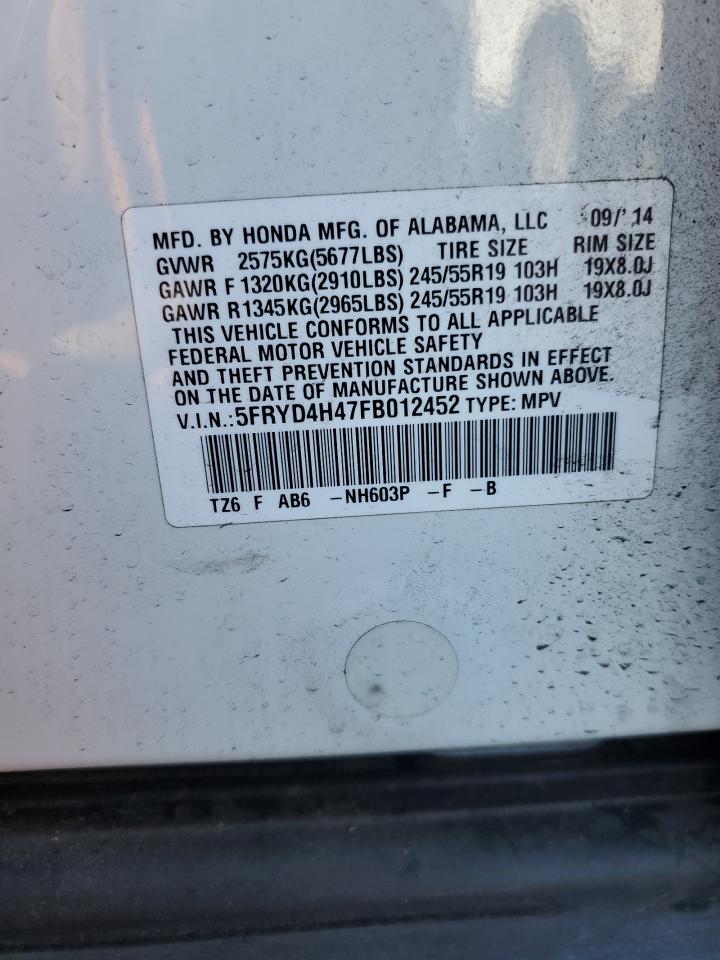 MFD. BY HONDA MFG. OF ALABAMA, LLC 09/'14
GVWR 2575KG(5677LBS) TIRE SIZE RIM SIZE
GAWR F 1320KG(2910LBS) 245/55R19 103H 19X8.0J
GAWR R1345KG(2965LBS) 245/55R19 103H 19X8.0J
THIS VEHICLE CONFORMS TO ALL APPLICABLE
FEDERAL MOTOR VEHICLE SAFETY
AND THEFT PREVENTION STANDARDS IN EFFECT
ON THE DATE OF MANUFACTURE SHOWN ABOVE.
V.I.N.:5FRYD4H47FB012452 TYPE: MPV
TZ6 F AB6 -NH603P -F -B